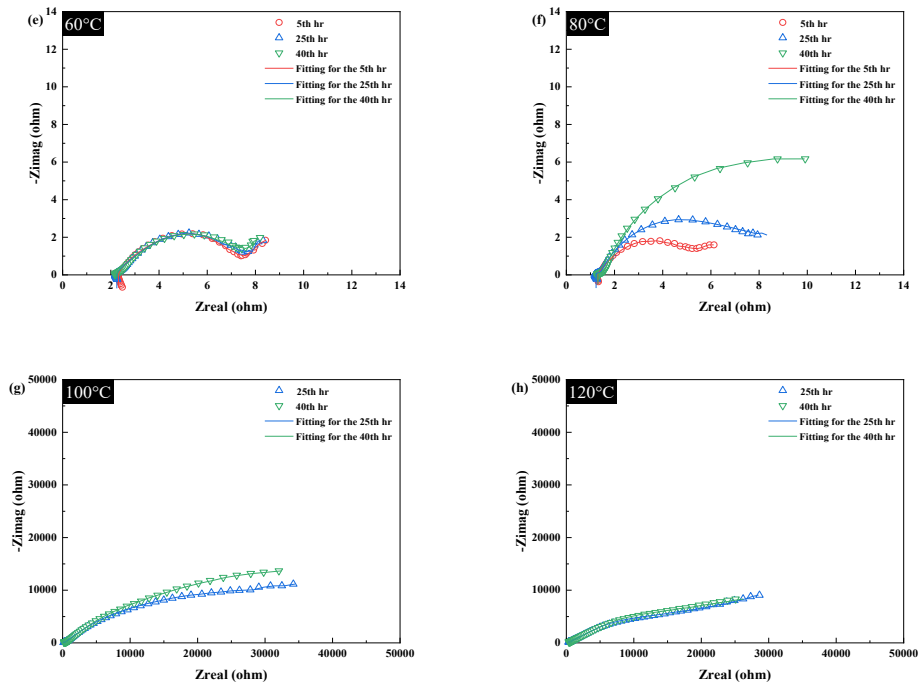 (e)
60°C
14
12
10
8
6
4
2
0
-Zimag (ohm)
5th hr
25th hr
40th hr
Fitting for the 5th hr
Fitting for the 25th hr
Fitting for the 40th hr
0 2 4 6 8 10 12 14
Zreal (ohm)
(f)
80°C
14
12
10
8
6
4
2
0
-Zimag (ohm)
5th hr
25th hr
40th hr
Fitting for the 5th hr
Fitting for the 25th hr
Fitting for the 40th hr
0 2 4 6 8 10 12 14
Zreal (ohm)
(g)
100°C
50000
40000
30000
20000
10000
0
-Zimag (ohm)
25th hr
40th hr
Fitting for the 25th hr
Fitting for the 40th hr
0 10000 20000 30000 40000 50000
Zreal (ohm)
(h)
120°C
50000
40000
30000
20000
10000
0
-Zimag (ohm)
25th hr
40th hr
Fitting for the 25th hr
Fitting for the 40th hr
0 10000 20000 30000 40000 50000
Zreal (ohm)